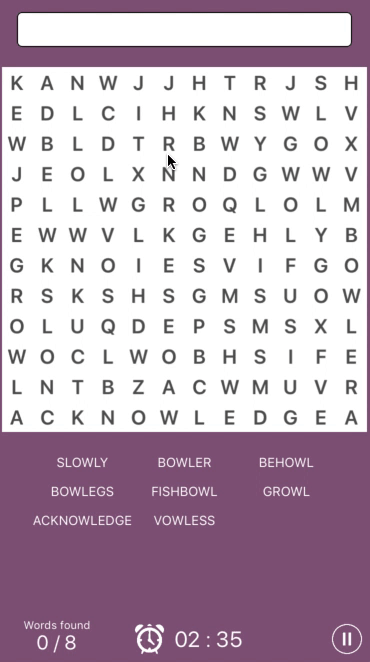 K A N W J J H T R J S H
E D L C I H K N S W L V
W B L D T R B W Y G O X
J E O L X N N D G W W V
P L L W G R O Q L O L M
E W W V L K G E H L Y B
G K N O I E S V I F G O
R S K S H S G M S U O W
O L U Q D E P S M S X L
W O C L W O B H S I F E
L N T B Z A C W M U V R
A C K N O W L E D G E A
SLOWLY BOWLER BEHOWL
BOWLEGS FISHBOWL GROWL
ACKNOWLEDGE VOWLESS
Words found
0 / 8
02 : 35